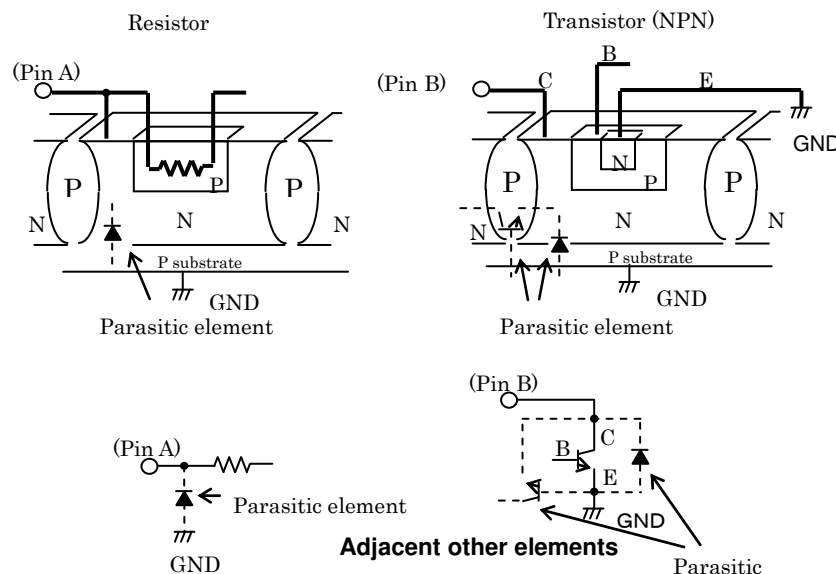 Resistor
Transistor (NPN)
(Pin A)
(Pin B)
B
C
E
GND
P
P
P
N
N
N
P substrate
GND
Parasitic element
P
N
P
P
N
N
N
P substrate
GND
Parasitic element
(Pin A)
Parasitic element
GND
(Pin B)
C
B
E
GND
Adjacent other elements
Parasitic